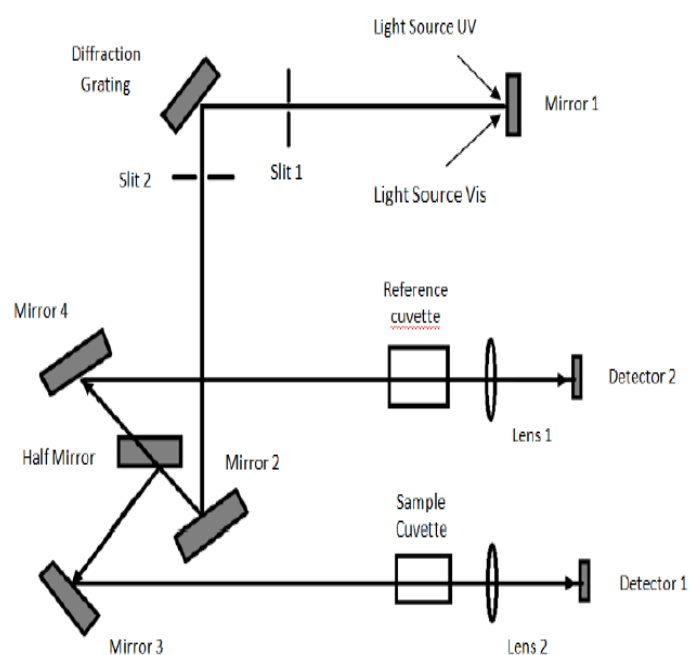 Light Source UV
Diffraction
Grating
Mirror 1
Slit 1
Slit 2
Light Source Vis
Reference
cuvette
Mirror 4
Detector 2
Lens 1
Half Mirror
Mirror 2
Sample
Cuvette
Detector 1
Mirror 3
Lens 2